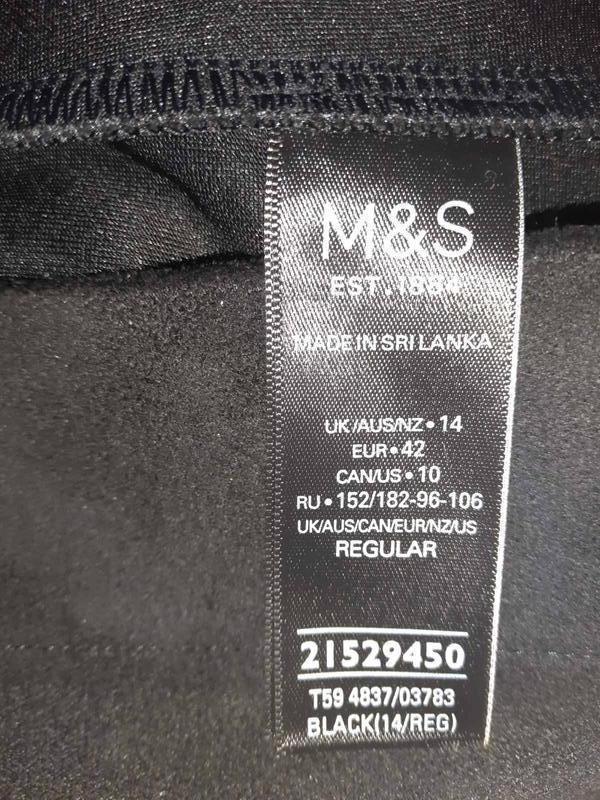 M&S
EST. 1884
MADE IN SRI LANKA
UK/AUS/NZ • 14
EUR • 42
CAN/US • 10
RU • 152/182-96-106
UK/AUS/CAN/EUR/NZ/US
REGULAR
21529450
T59 4837/03783
BLACK(14/REG)